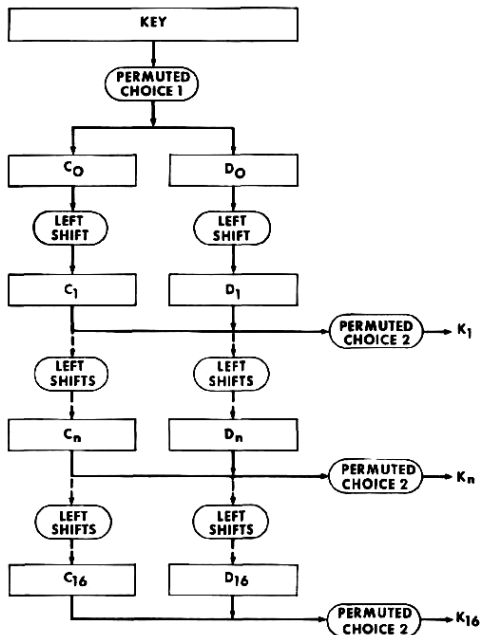 KEY
PERMUTED
CHOICE 1
C0 D0
LEFT
SHIFT
LEFT
SHIFT
C1 D1
PERMUTED
CHOICE 2
K1
LEFT
SHIFTS
LEFT
SHIFTS
Cn Dn
PERMUTED
CHOICE 2
Kn
LEFT
SHIFTS
LEFT
SHIFTS
C16 D16
PERMUTED
CHOICE 2
K16